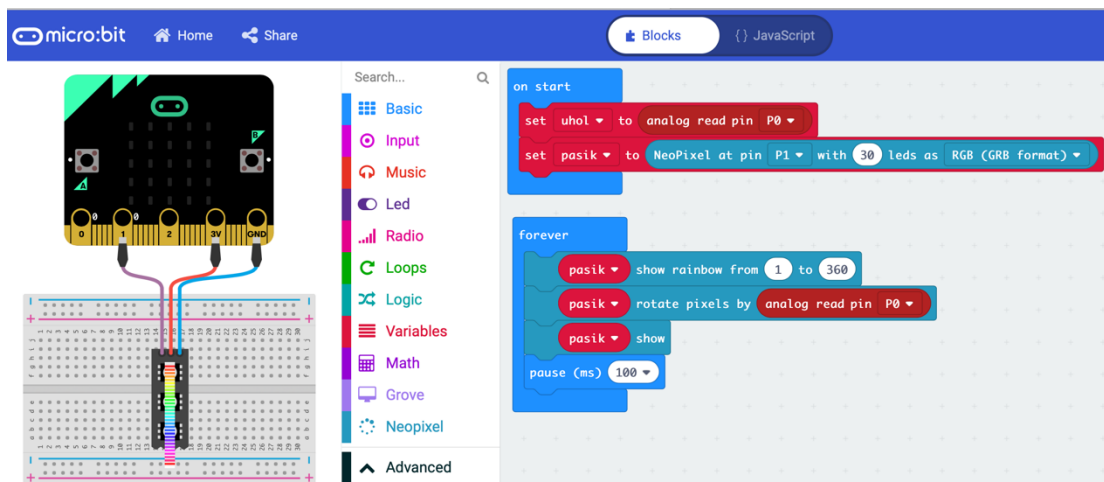 micro:bit Home Share Blocks {} JavaScript
Search...
Basic
Input
Music
Led
Radio
Loops
Logic
Variables
Math
Grove
Neopixel
Advanced
on start
set uhol to analog read pin P0
set pasik to NeoPixel at pin P1 with 30 leds as RGB (GRB format)
forever
pasik show rainbow from 1 to 360
pasik rotate pixels by analog read pin P0
pasik show
pause (ms) 100
B
A
0 0
0 1 2 3V GND